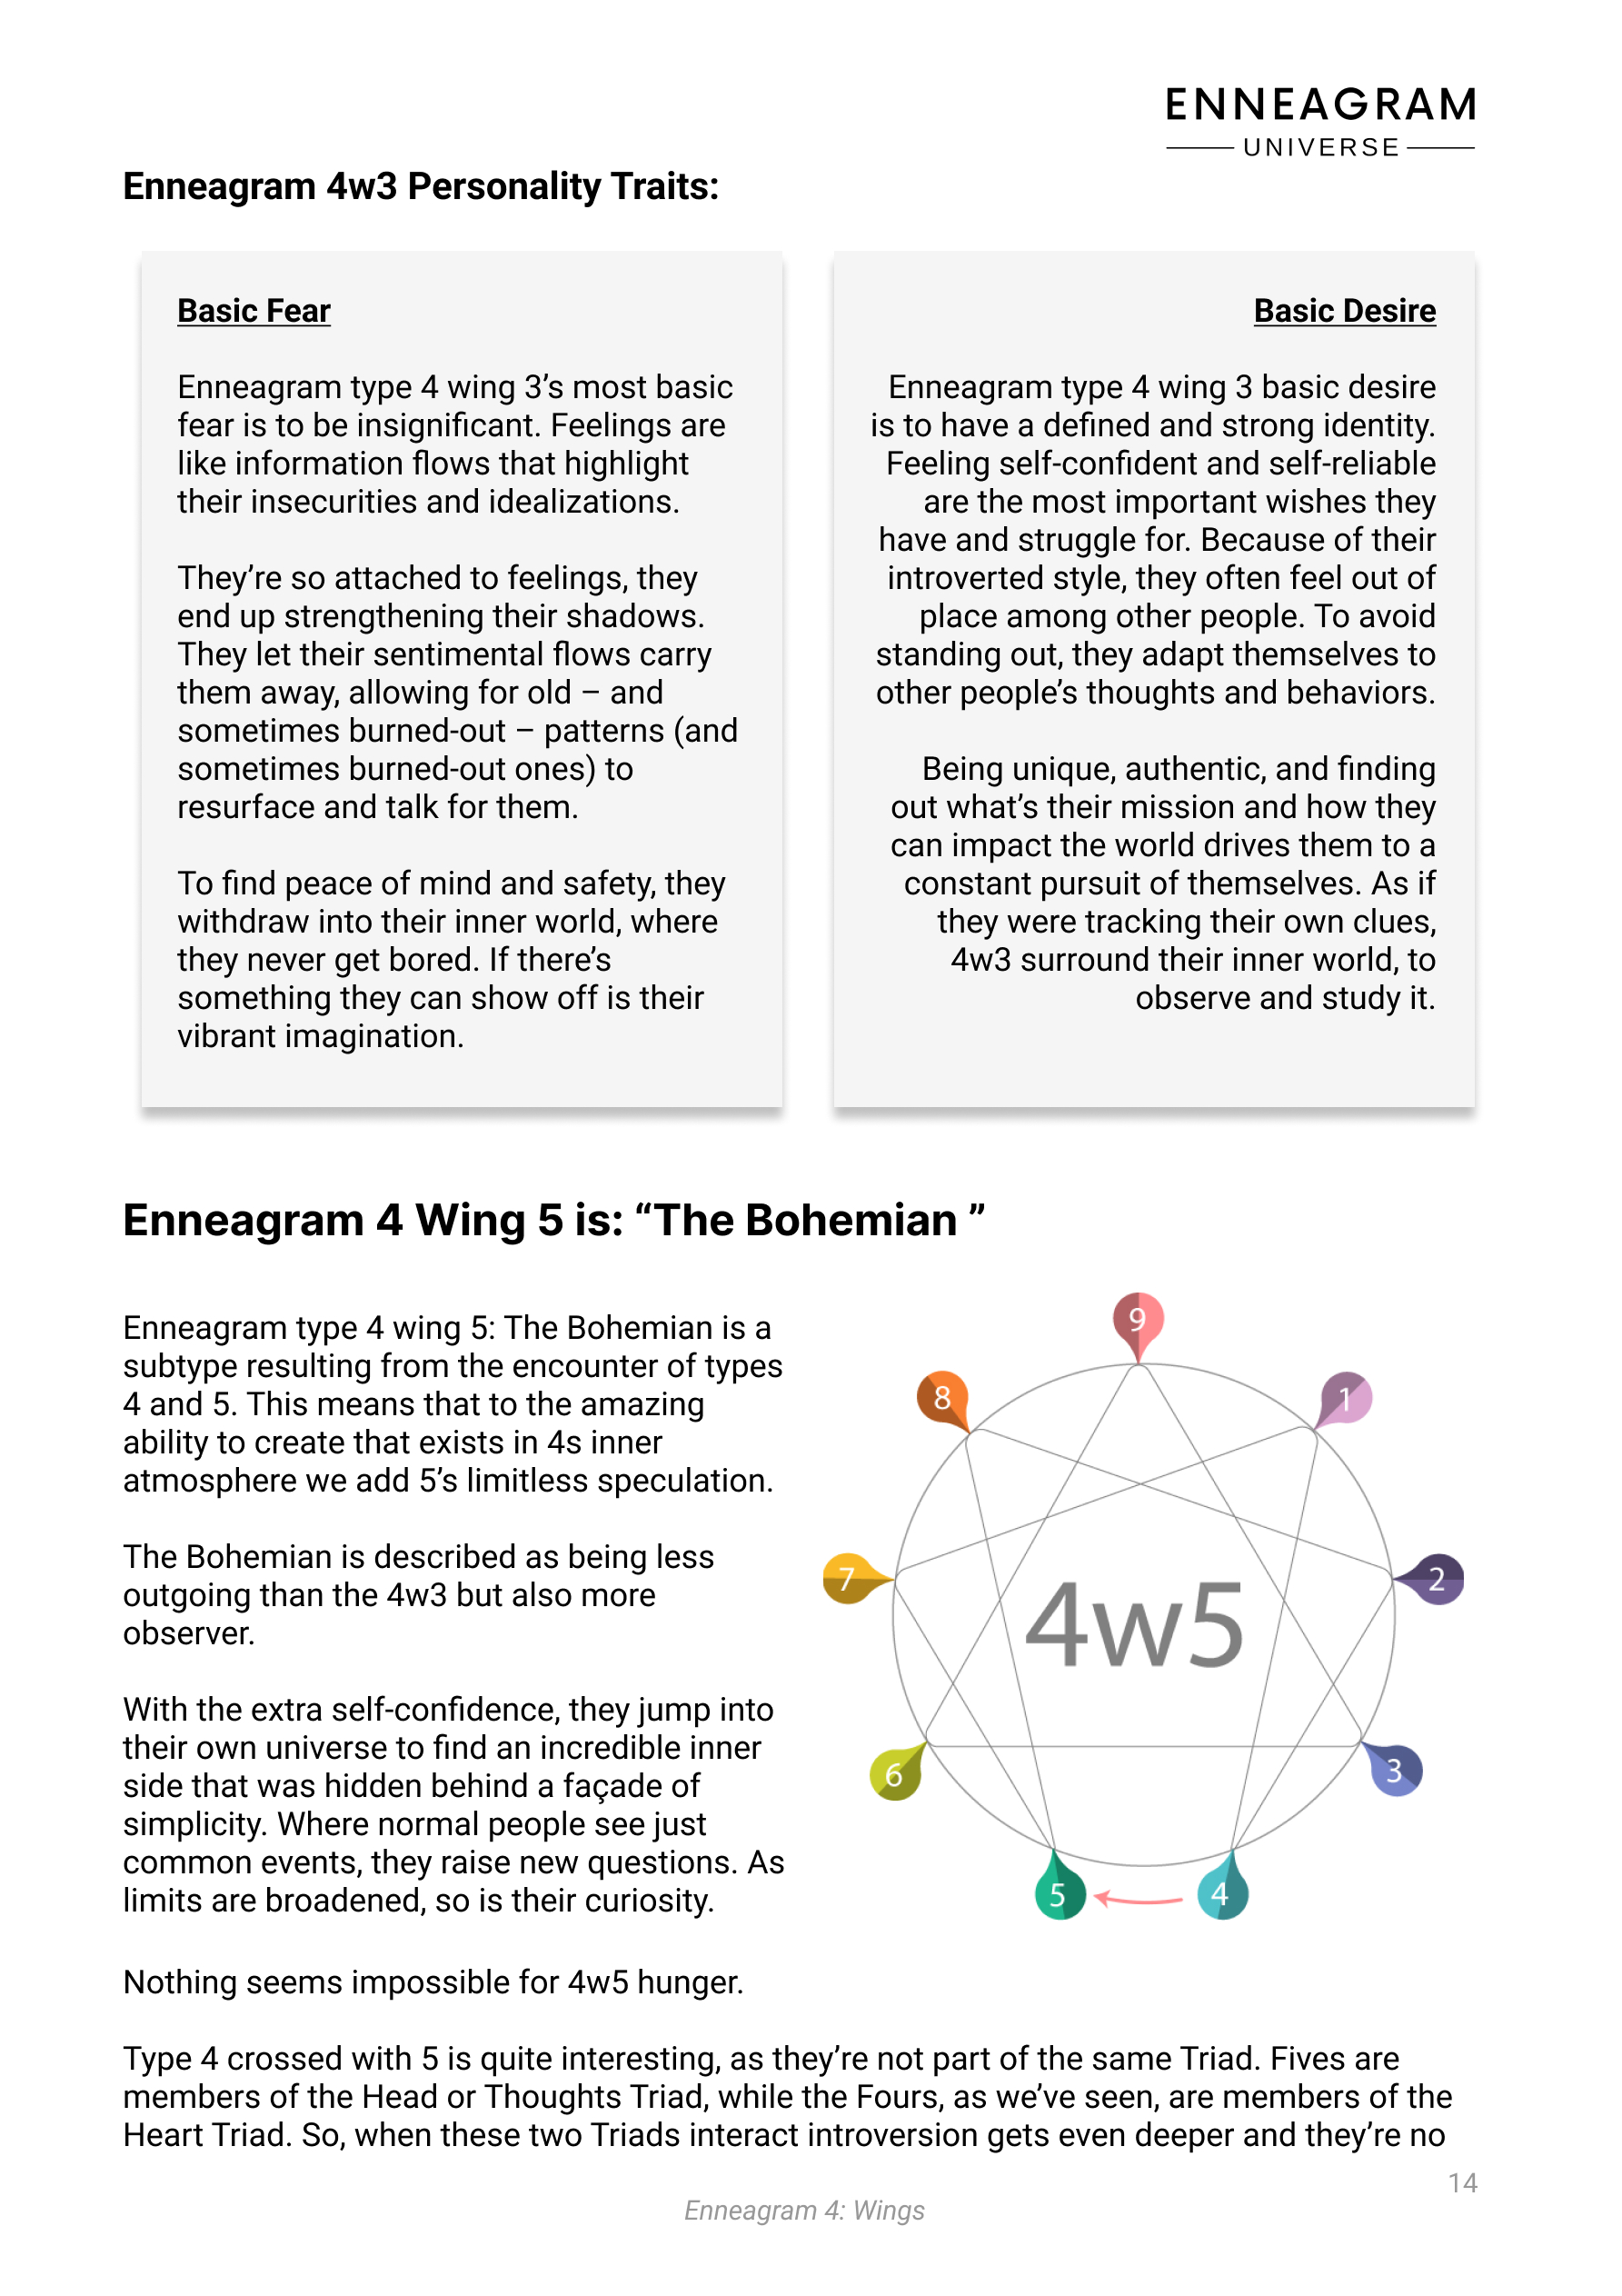 ENNEAGRAM
UNIVERSE
Enneagram 4w3 Personality Traits:
Basic Fear
Enneagram type 4 wing 3’s most basic
fear is to be insignificant. Feelings are
like information flows that highlight
their insecurities and idealizations.
They’re so attached to feelings, they
end up strengthening their shadows.
They let their sentimental flows carry
them away, allowing for old – and
sometimes burned-out – patterns (and
sometimes burned-out ones) to
resurface and talk for them.
To find peace of mind and safety, they
withdraw into their inner world, where
they never get bored. If there’s
something they can show off is their
vibrant imagination.
Basic Desire
Enneagram type 4 wing 3 basic desire
is to have a defined and strong identity.
Feeling self-confident and self-reliable
are the most important wishes they
have and struggle for. Because of their
introverted style, they often feel out of
place among other people. To avoid
standing out, they adapt themselves to
other people’s thoughts and behaviors.
Being unique, authentic, and finding
out what’s their mission and how they
can impact the world drives them to a
constant pursuit of themselves. As if
they were tracking their own clues,
4w3 surround their inner world, to
observe and study it.
Enneagram 4 Wing 5 is: “The Bohemian ”
Enneagram type 4 wing 5: The Bohemian is a
subtype resulting from the encounter of types
4 and 5. This means that to the amazing
ability to create that exists in 4s inner
atmosphere we add 5’s limitless speculation.
The Bohemian is described as being less
outgoing than the 4w3 but also more
observer.
With the extra self-confidence, they jump into
their own universe to find an incredible inner
side that was hidden behind a façade of
simplicity. Where normal people see just
common events, they raise new questions. As
limits are broadened, so is their curiosity.
Nothing seems impossible for 4w5 hunger.
9
8
1
7
2
4w5
6
3
5
4
Type 4 crossed with 5 is quite interesting, as they’re not part of the same Triad. Fives are
members of the Head or Thoughts Triad, while the Fours, as we’ve seen, are members of the
Heart Triad. So, when these two Triads interact introversion gets even deeper and they’re no
14
Enneagram 4: Wings